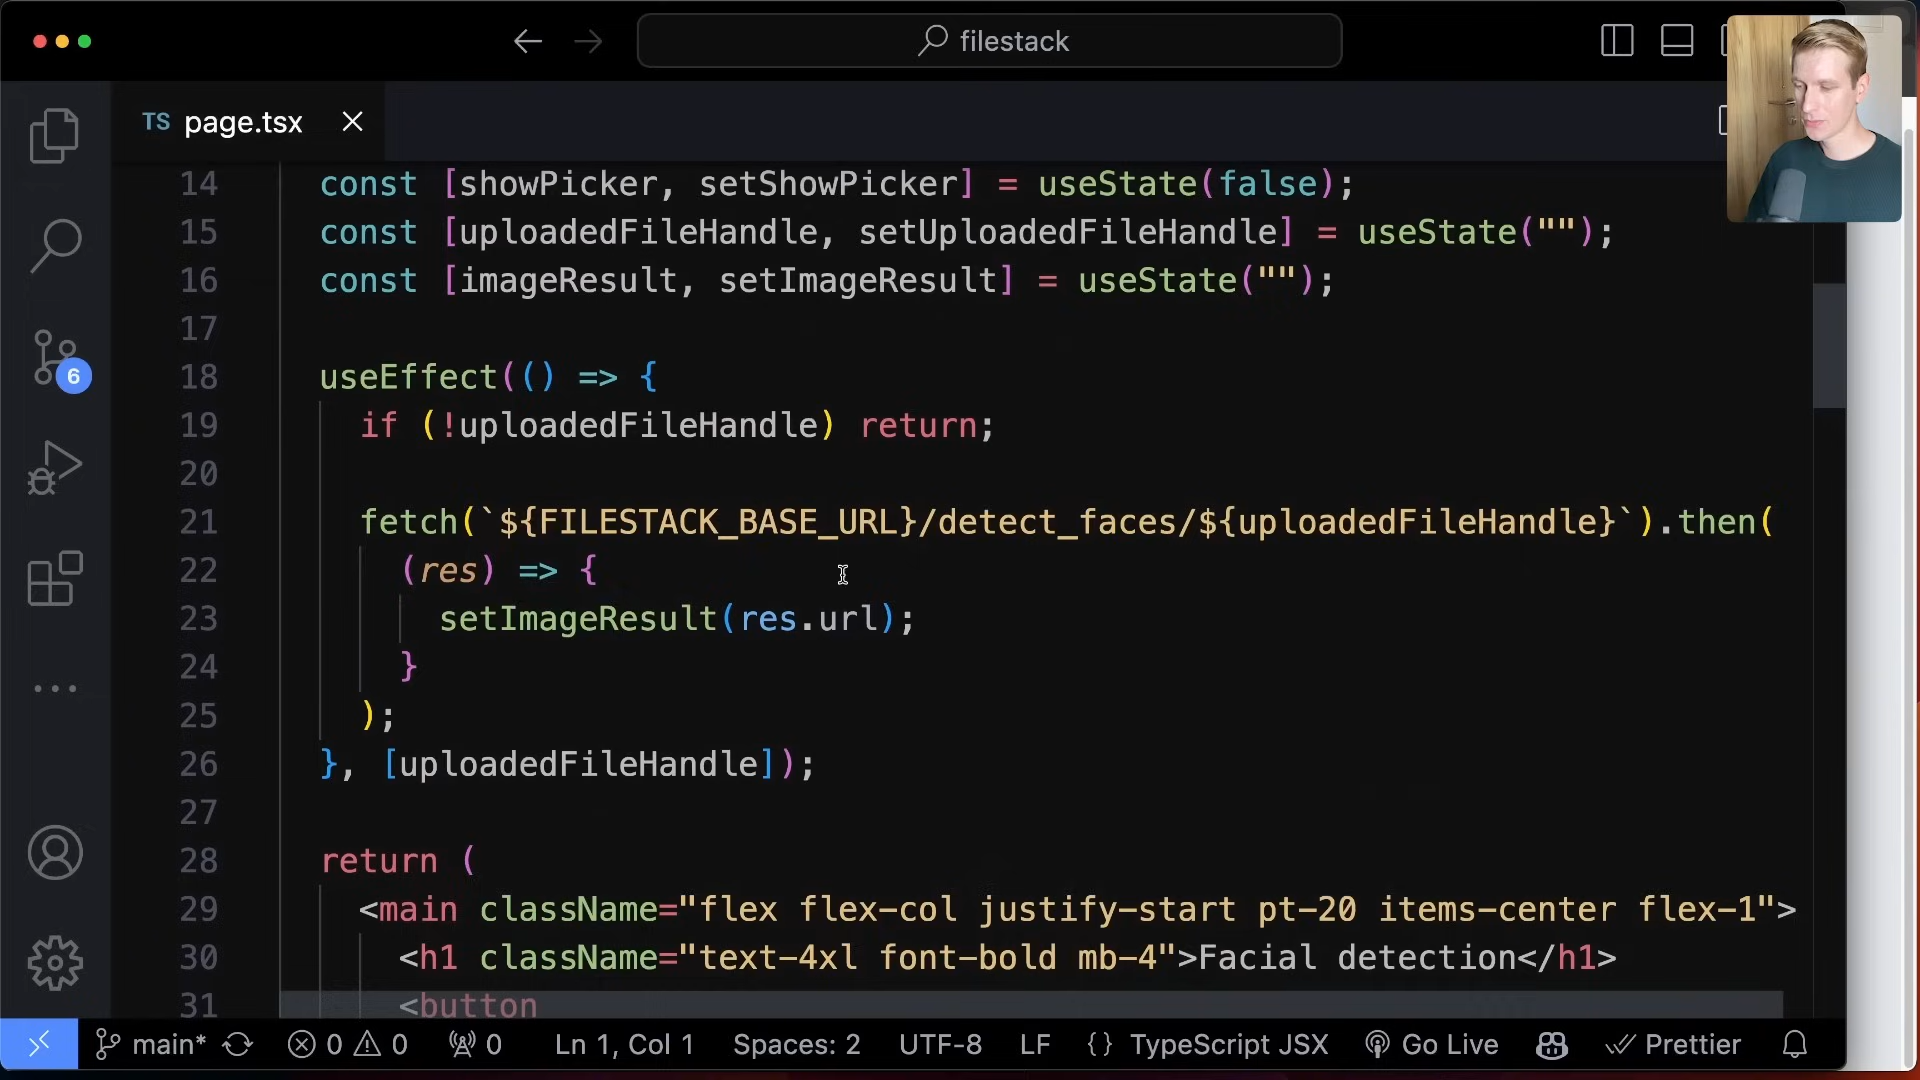 filestack
TS page.tsx
14 const [showPicker, setShowPicker] = useState(false);
15 const [uploadedFileHandle, setUploadedFileHandle] = useState("");
16 const [imageResult, setImageResult] = useState("");
17
18 useEffect(() => {
19 if (!uploadedFileHandle) return;
20
21 fetch(`${FILESTACK_BASE_URL}/detect_faces/${uploadedFileHandle}`).then(
22 (res) => {
23 setImageResult(res.url);
24 }
25 );
26 }, [uploadedFileHandle]);
27
28 return (
29 <main className="flex flex-col justify-start pt-20 items-center flex-1">
30 <h1 className="text-4xl font-bold mb-4">Facial detection</h1>
31 <button
6
main* 0 0 0 Ln 1, Col 1 Spaces: 2 UTF-8 LF {} TypeScript JSX Go Live Prettier